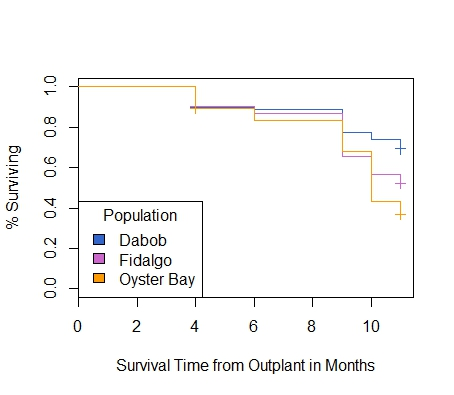 % Surviving
1.0
0.8
0.6
0.4
0.2
0.0
Population
Dabob
Fidalgo
Oyster Bay
0 2 4 6 8 10
Survival Time from Outplant in Months